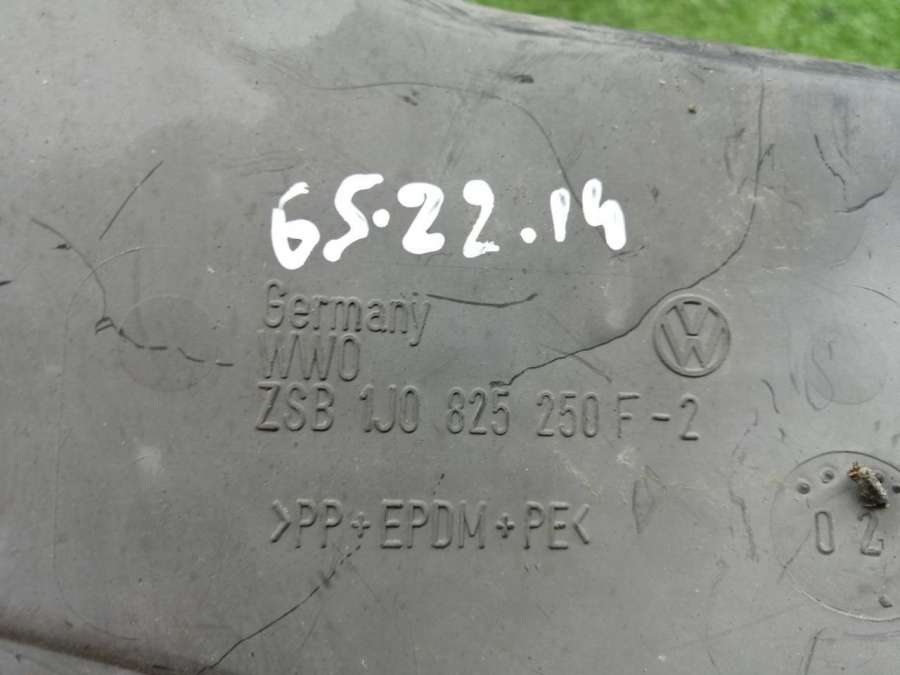 65.22.14
Germany
WWO
ZSB 1J0 825 250 F-2
>PP+EPDM+PE<
02